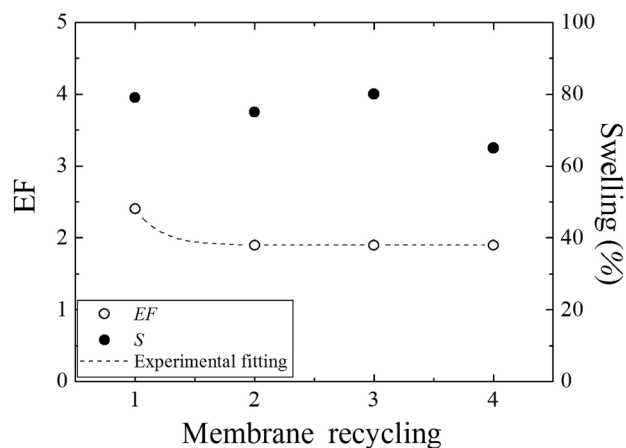 5
4
3
2
1
0
EF
100
80
60
40
20
0
Swelling (%)
EF
S
Experimental fitting
1 2 3 4
Membrane recycling